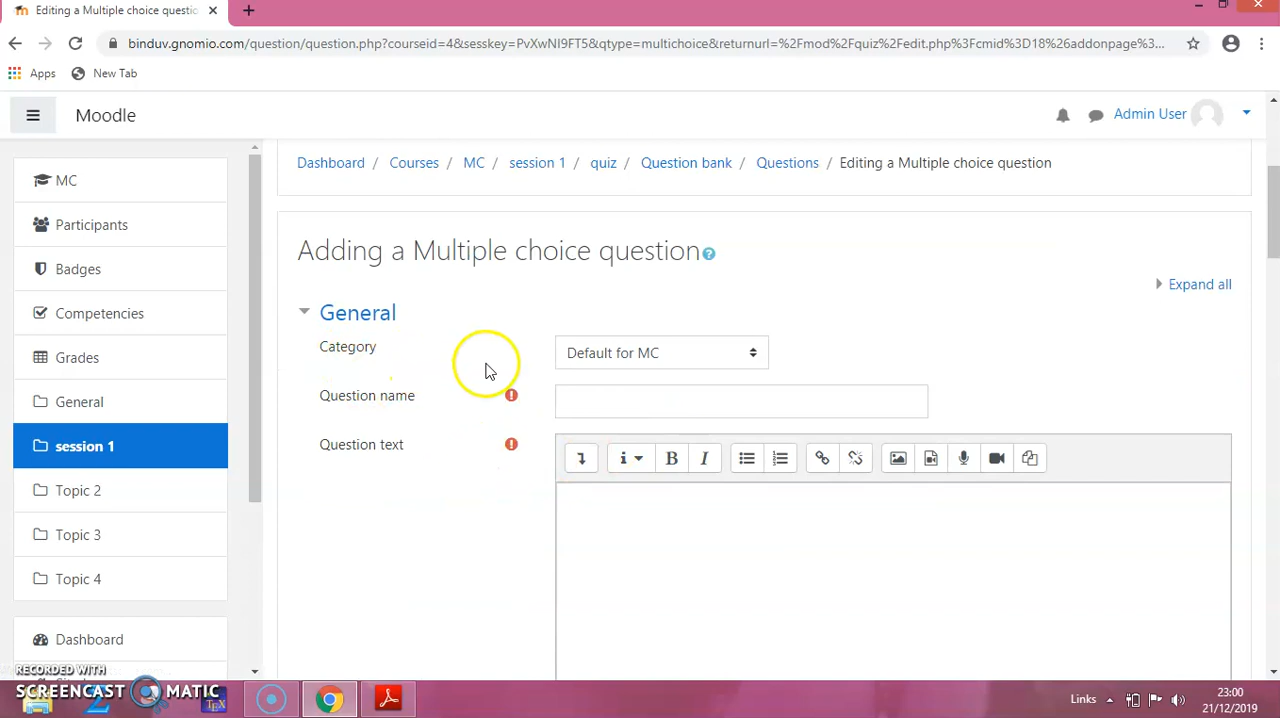 Editing a Multiple choice questio
binduv.gnomio.com/question/question.php?courseid=4&sesskey=PvXwNI9FT5&qtype=multichoice&returnurl=%2Fmod%2Fquiz%2Fedit.php%3Fcmid%3D18%26addonpage%...
Apps New Tab
Moodle
Admin User
MC
Participants
Badges
Competencies
Grades
General
session 1
Topic 2
Topic 3
Topic 4
Dashboard
Dashboard / Courses / MC / session 1 / quiz / Question bank / Questions / Editing a Multiple choice question
Adding a Multiple choice question
Expand all
General
Category Default for MC
Question name
Question text
i B I
RECORDED WITH
SCREENCAST MATIC
Links
23:00
21/12/2019